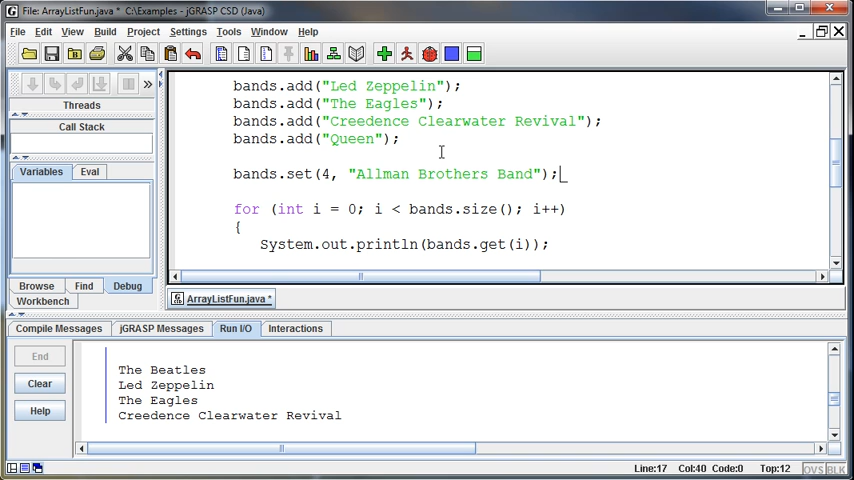 File: ArrayListFun.java * C:\Examples - jGRASP CSD (Java)
File Edit View Build Project Settings Tools Window Help
Threads
Call Stack
Variables Eval
Browse Find Debug
Workbench
bands.add("Led Zeppelin");
bands.add("The Eagles");
bands.add("Creedence Clearwater Revival");
bands.add("Queen");
bands.set(4, "Allman Brothers Band");
for (int i = 0; i < bands.size(); i++)
{
System.out.println(bands.get(i));
ArrayListFun.java *
Compile Messages jGRASP Messages Run I/O Interactions
End
Clear
Help
The Beatles
Led Zeppelin
The Eagles
Creedence Clearwater Revival
Line:17 Col:40 Code:0 Top:12 OVS BLK